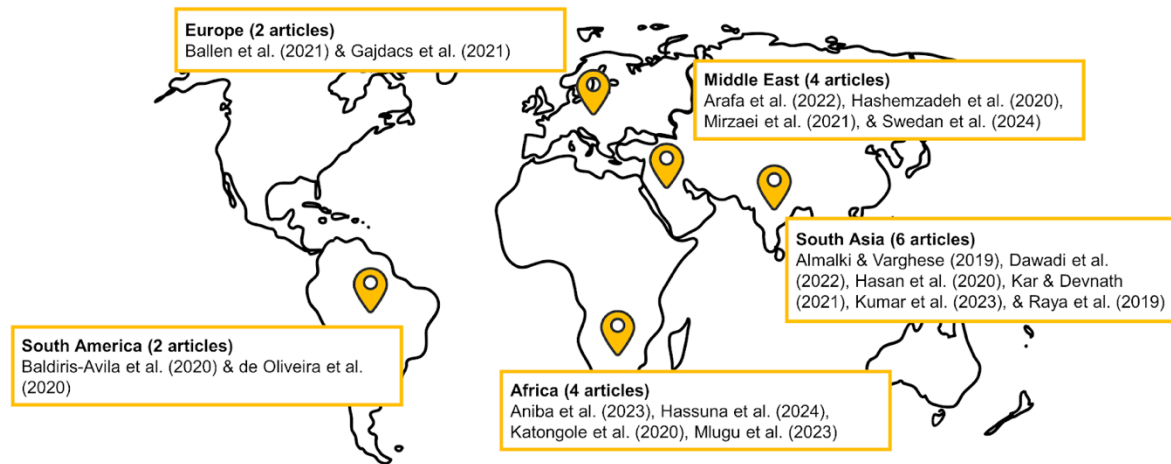 Europe (2 articles)
Ballen et al. (2021) & Gajdacs et al. (2021)
Middle East (4 articles)
Arafa et al. (2022), Hashemzadeh et al. (2020),
Mirzaei et al. (2021), & Swedan et al. (2024)
South Asia (6 articles)
Almalki & Varghese (2019), Dawadi et al.
(2022), Hasan et al. (2020), Kar & Devnath
(2021), Kumar et al. (2023), & Raya et al. (2019)
South America (2 articles)
Baldiris-Avila et al. (2020) & de Oliveira et al.
(2020)
Africa (4 articles)
Aniba et al. (2023), Hassuna et al. (2024),
Katongole et al. (2020), Mlugu et al. (2023)